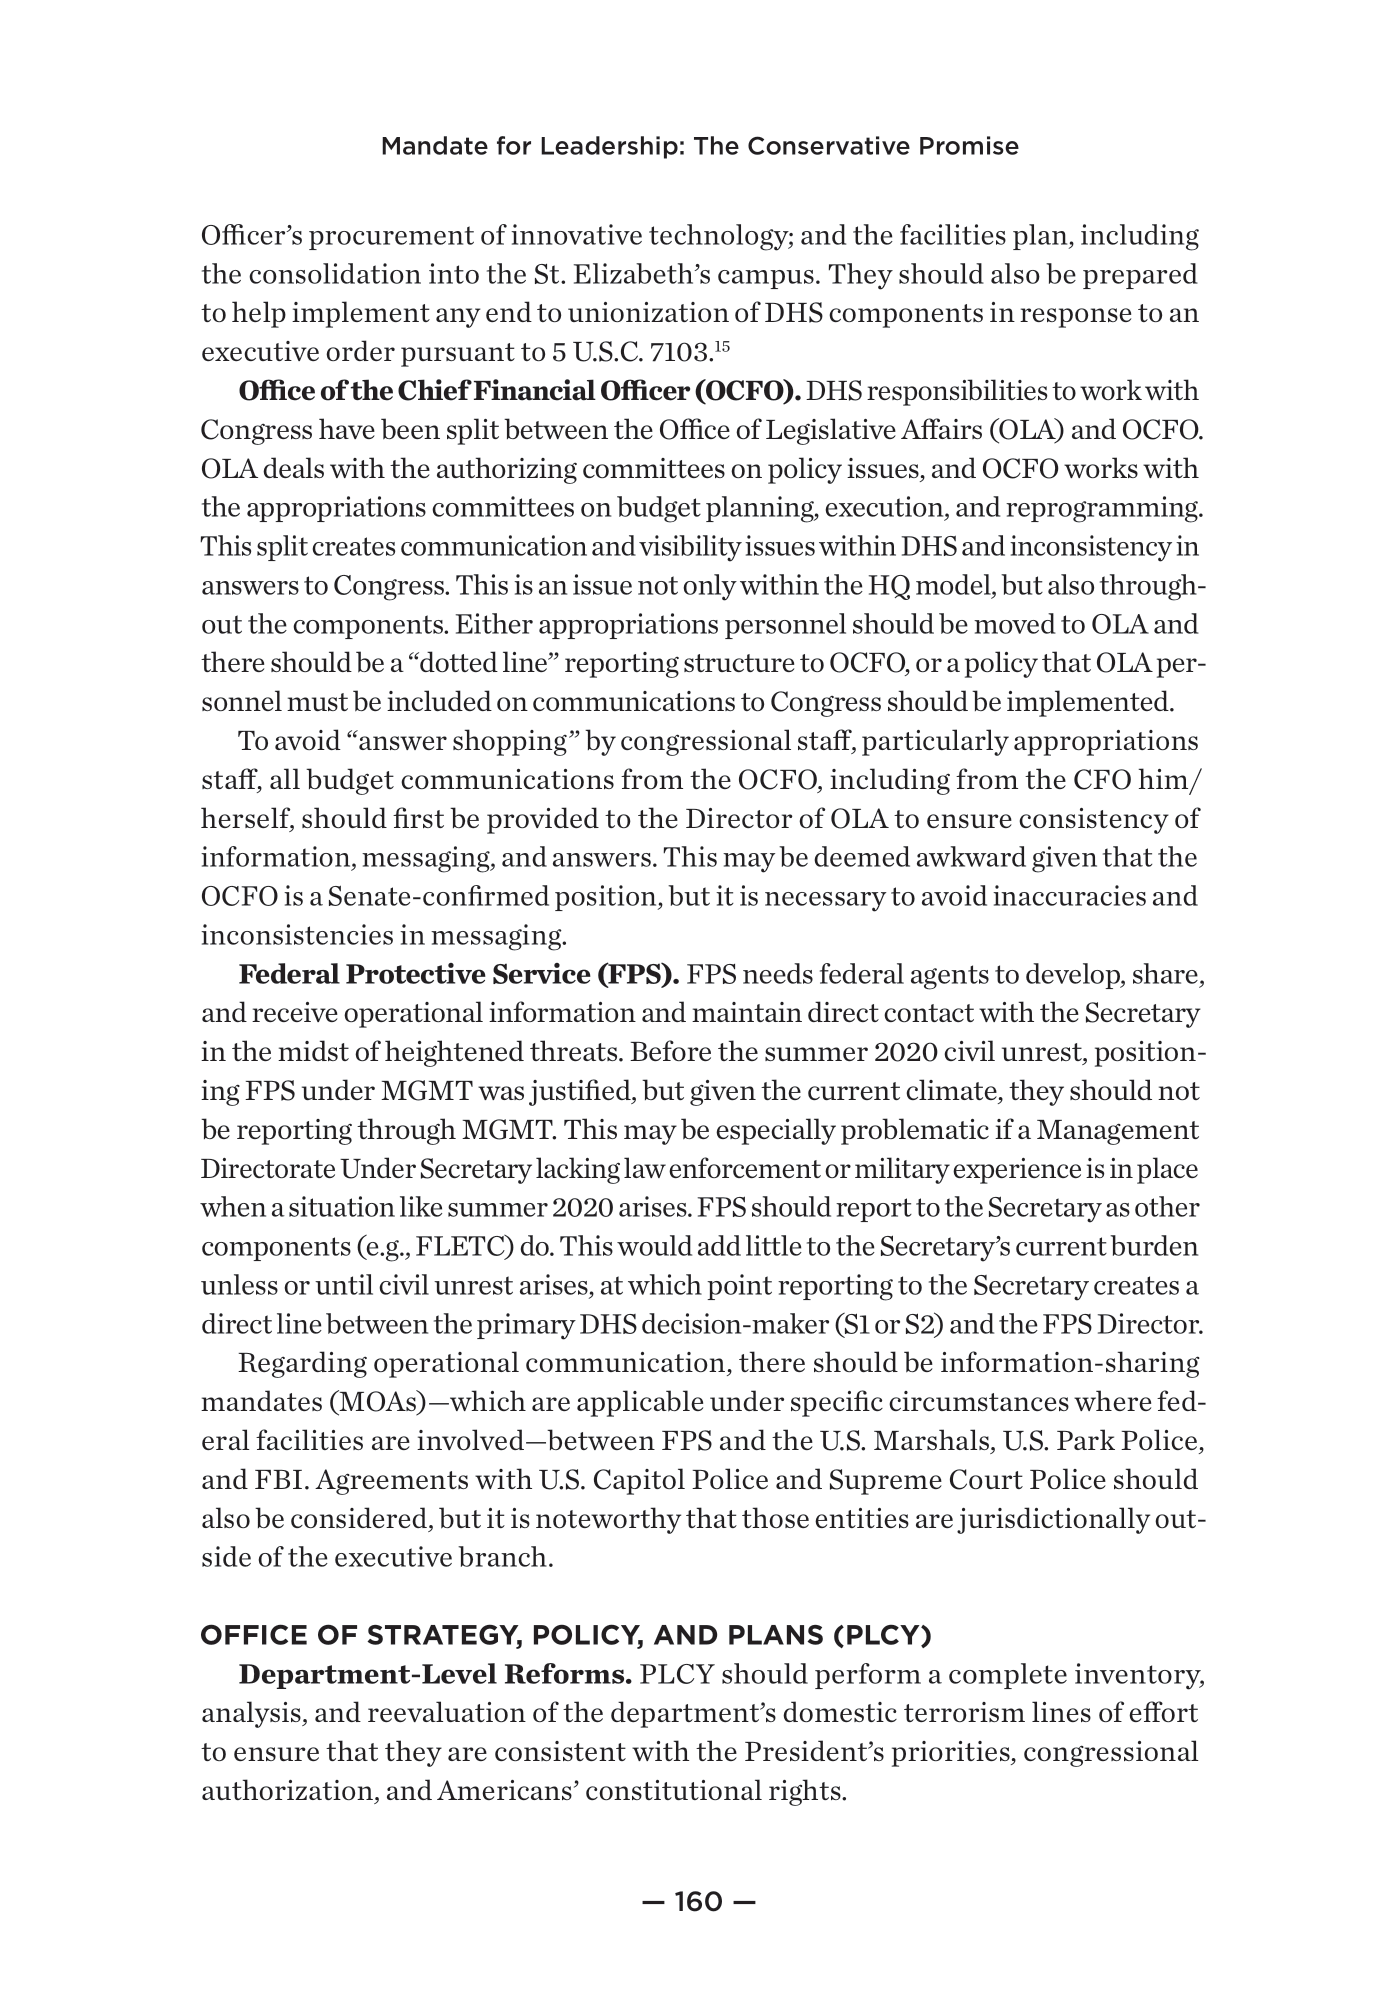 Mandate for Leadership: The Conservative Promise
Officer’s procurement of innovative technology; and the facilities plan, including
the consolidation into the St. Elizabeth’s campus. They should also be prepared
to help implement any end to unionization of DHS components in response to an
executive order pursuant to 5 U.S.C. 7103.15
Office of the Chief Financial Officer (OCFO). DHS responsibilities to work with
Congress have been split between the Office of Legislative Affairs (OLA) and OCFO.
OLA deals with the authorizing committees on policy issues, and OCFO works with
the appropriations committees on budget planning, execution, and reprogramming.
This split creates communication and visibility issues within DHS and inconsistency in
answers to Congress. This is an issue not only within the HQ model, but also through-
out the components. Either appropriations personnel should be moved to OLA and
there should be a “dotted line” reporting structure to OCFO, or a policy that OLA per-
sonnel must be included on communications to Congress should be implemented.
To avoid “answer shopping” by congressional staff, particularly appropriations
staff, all budget communications from the OCFO, including from the CFO him/
herself, should first be provided to the Director of OLA to ensure consistency of
information, messaging, and answers. This may be deemed awkward given that the
OCFO is a Senate-confirmed position, but it is necessary to avoid inaccuracies and
inconsistencies in messaging.
Federal Protective Service (FPS). FPS needs federal agents to develop, share,
and receive operational information and maintain direct contact with the Secretary
in the midst of heightened threats. Before the summer 2020 civil unrest, position-
ing FPS under MGMT was justified, but given the current climate, they should not
be reporting through MGMT. This may be especially problematic if a Management
Directorate Under Secretary lacking law enforcement or military experience is in place
when a situation like summer 2020 arises. FPS should report to the Secretary as other
components (e.g., FLETC) do. This would add little to the Secretary’s current burden
unless or until civil unrest arises, at which point reporting to the Secretary creates a
direct line between the primary DHS decision-maker (S1 or S2) and the FPS Director.
Regarding operational communication, there should be information-sharing
mandates (MOAs)—which are applicable under specific circumstances where fed-
eral facilities are involved—between FPS and the U.S. Marshals, U.S. Park Police,
and FBI. Agreements with U.S. Capitol Police and Supreme Court Police should
also be considered, but it is noteworthy that those entities are jurisdictionally out-
side of the executive branch.
OFFICE OF STRATEGY, POLICY, AND PLANS (PLCY)
Department-Level Reforms. PLCY should perform a complete inventory,
analysis, and reevaluation of the department’s domestic terrorism lines of effort
to ensure that they are consistent with the President’s priorities, congressional
authorization, and Americans’ constitutional rights.
— 160 —